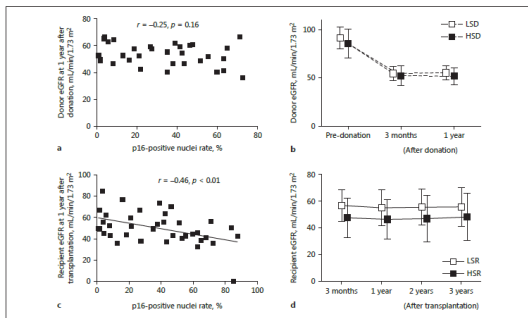 r = –0.25, p = 0.16
Donor eGFR at 1 year after
donation, mL/min/1.73 m²
100
80
60
40
20
0
0
20
40
60
80
a
p16-positive nuclei rate, %
LSD
HSD
Donor eGFR, mL/min/1.73 m²
100
50
0
Pre-donation
3 months
1 year
b
(After donation)
r = –0.46, p < 0.01
Recipient eGFR at 1 year after
transplantation, mL/min/1.73 m²
100
80
60
40
20
0
0
20
40
60
80
100
c
p16-positive nuclei rate, %
LSR
HSR
Recipient eGFR, mL/min/1.73 m²
100
50
0
3 months
1 year
2 years
3 years
d
(After transplantation)